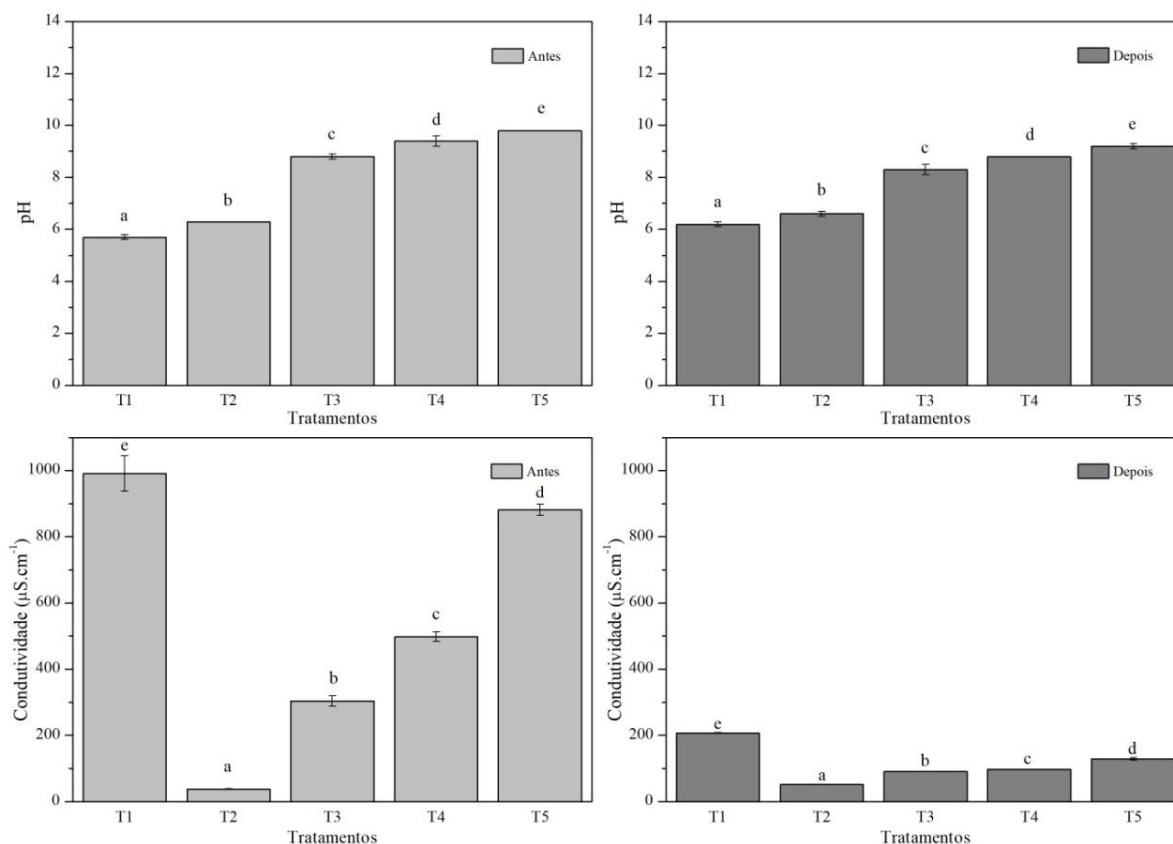 14
12
10
8
6
4
2
0
pH
Antes
a
b
c
d
e
T1 T2 T3 T4 T5
Tratamentos
14
12
10
8
6
4
2
0
pH
Depois
a
b
c
d
e
T1 T2 T3 T4 T5
Tratamentos
1000
800
600
400
200
0
Condutividade (µS.cm⁻¹)
Antes
e
a
b
c
d
T1 T2 T3 T4 T5
Tratamentos
1000
800
600
400
200
0
Condutividade (µS.cm⁻¹)
Depois
e
a
b
c
d
T1 T2 T3 T4 T5
Tratamentos